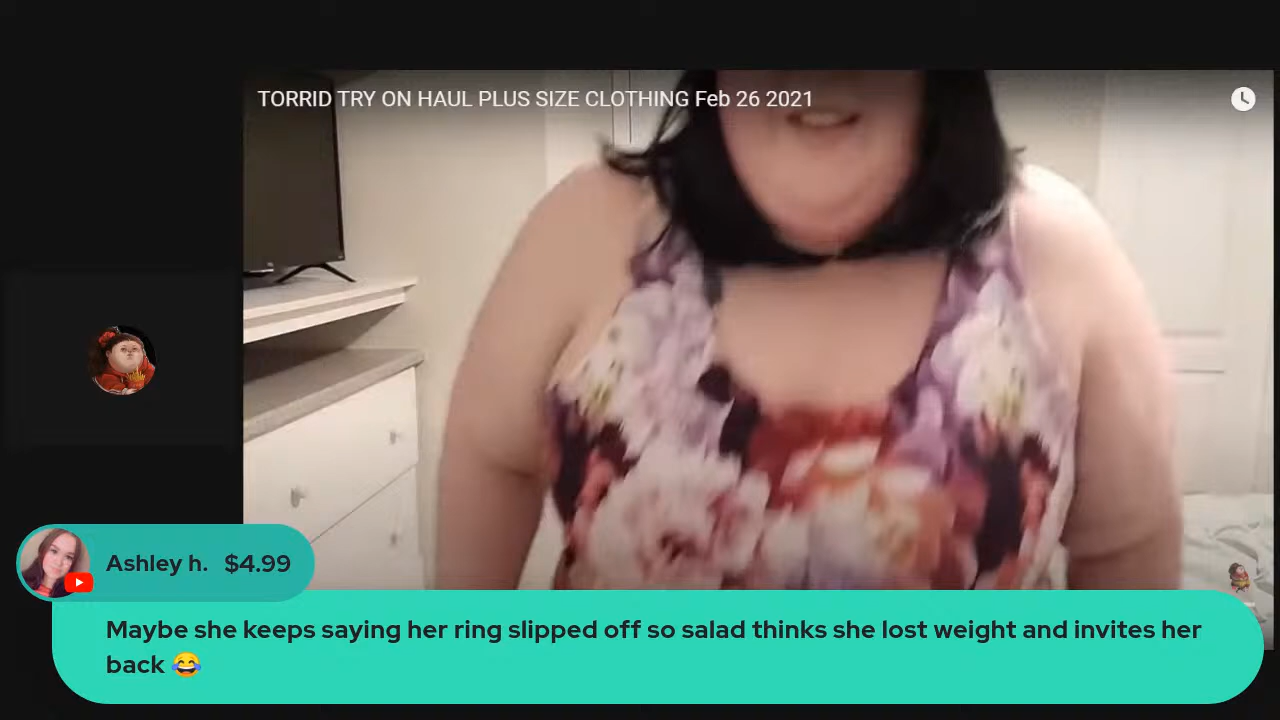 TORRID TRY ON HAUL PLUS SIZE CLOTHING Feb 26 2021
Ashley h. $4.99
Maybe she keeps saying her ring slipped off so salad thinks she lost weight and invites her
back 😂